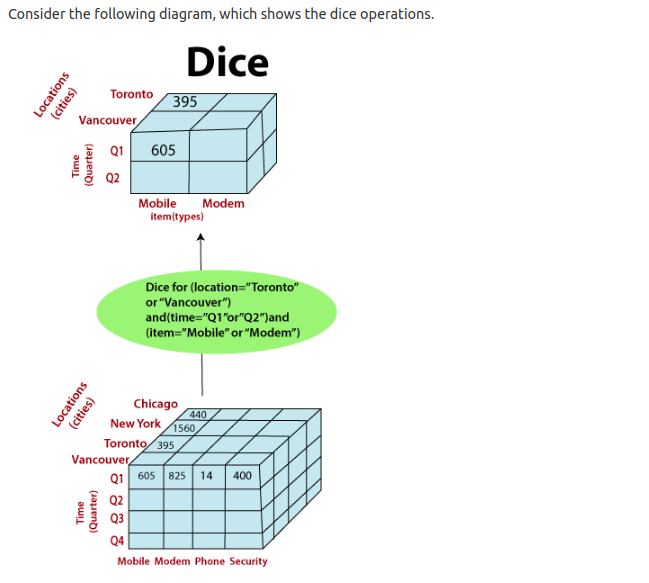 Consider the following diagram, which shows the dice operations.
Dice
Locations
(cities)
Toronto
395
Vancouver
Time
(Quarter)
Q1
605
Q2
Mobile Modem
item(types)
Dice for (location="Toronto"
or "Vancouver")
and(time="Q1"or"Q2")and
(item="Mobile" or "Modem")
Locations
(cities)
Chicago
440
New York
1560
Toronto
395
Vancouver
Q1
605 825 14 400
Time
(Quarter)
Q2
Q3
Q4
Mobile Modem Phone Security